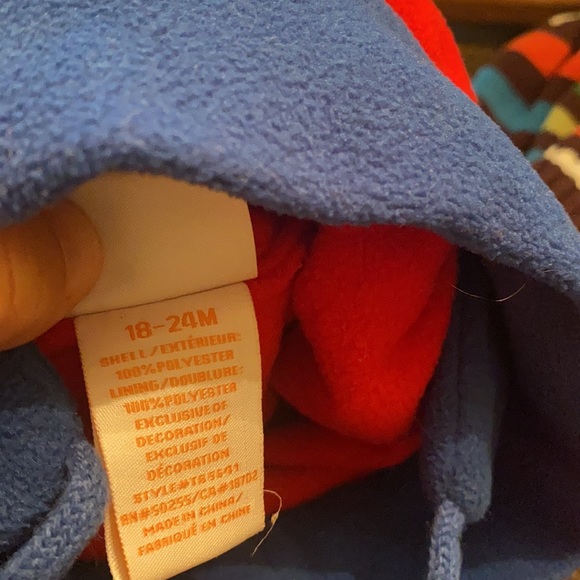 18-24M
SHELL/EXTÉRIEUR:
100%POLYESTER
LINING/DOUBLURE:
100%POLYESTER
EXCLUSIVE OF
DECORATION/
EXCLUSIF DE
DÉCORATION
STYLE#T85541
RN#50255/CA#18702
MADE IN CHINA/
FABRIQUÉ EN CHINE